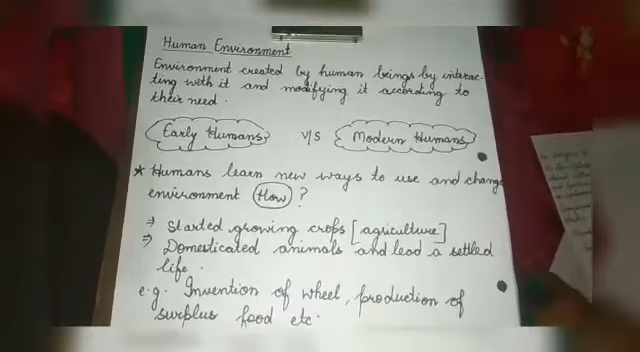 Human Environment
Environment created by human beings by interac-
ting with it and modifying it according to
their need.
Early Humans v/s Modern Humans
* Humans learn new ways to use and change
environment How ?
⇒ Started growing crops [agriculture]
⇒ Domesticated animals and lead a settled
life.
e.g. Invention of wheel, production of
surplus food etc.